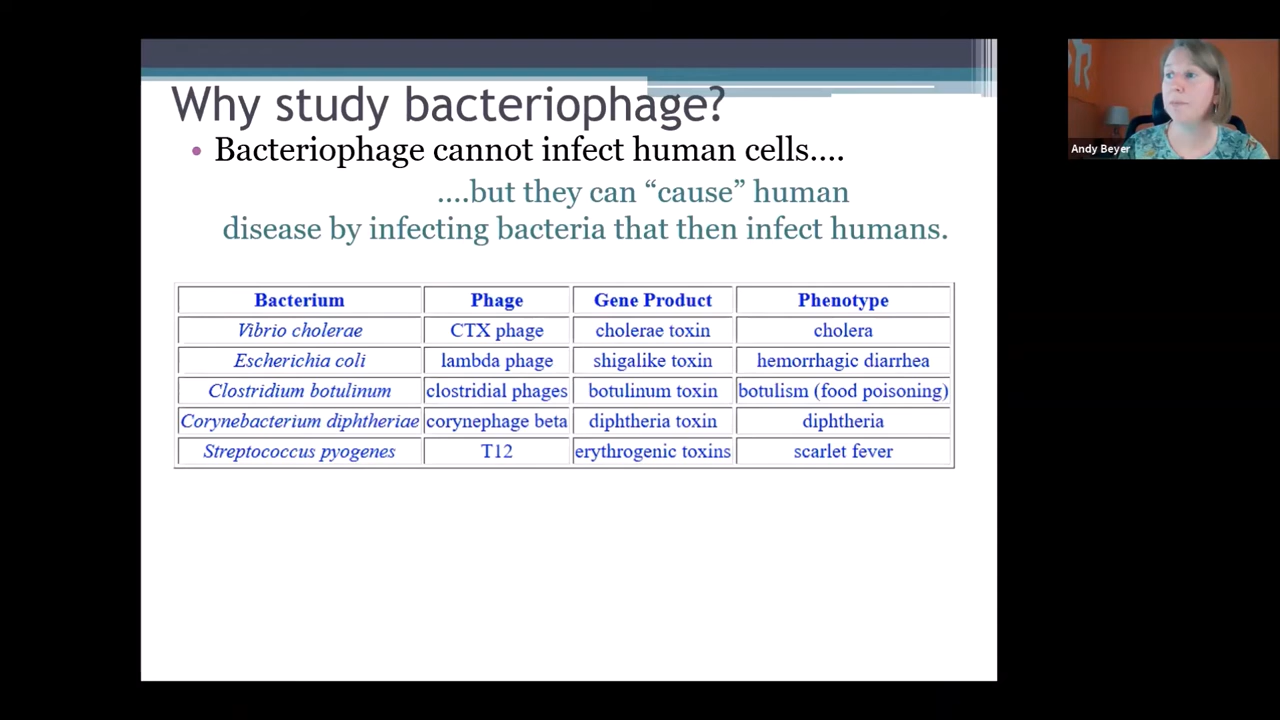 Why study bacteriophage?
• Bacteriophage cannot infect human cells....
....but they can “cause” human
disease by infecting bacteria that then infect humans.
Bacterium Phage Gene Product Phenotype
Vibrio cholerae CTX phage cholerae toxin cholera
Escherichia coli lambda phage shigalike toxin hemorrhagic diarrhea
Clostridium botulinum clostridial phages botulinum toxin botulism (food poisoning)
Corynebacterium diphtheriae corynephage beta diphtheria toxin diphtheria
Streptococcus pyogenes T12 erythrogenic toxins scarlet fever
Andy Beyer